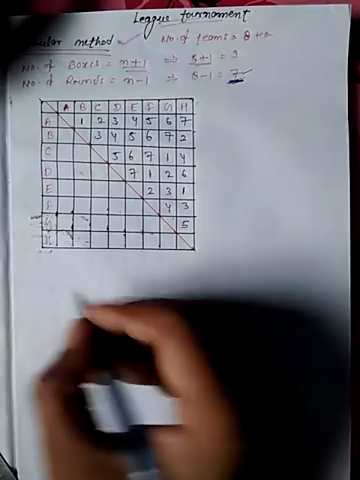 League tournament
method No. of teams = 8
No. of Boxes = n+1 ⇒ 8+1 = 9
No. of Rounds = n-1 ⇒ 8-1 = 7
A B C D E F G H
A 1 2 3 4 5 6 7
B 3 4 5 6 7 2
C 5 6 7 1 4
D 7 1 2 6
E 2 3 1
F 4 3
G 5
H